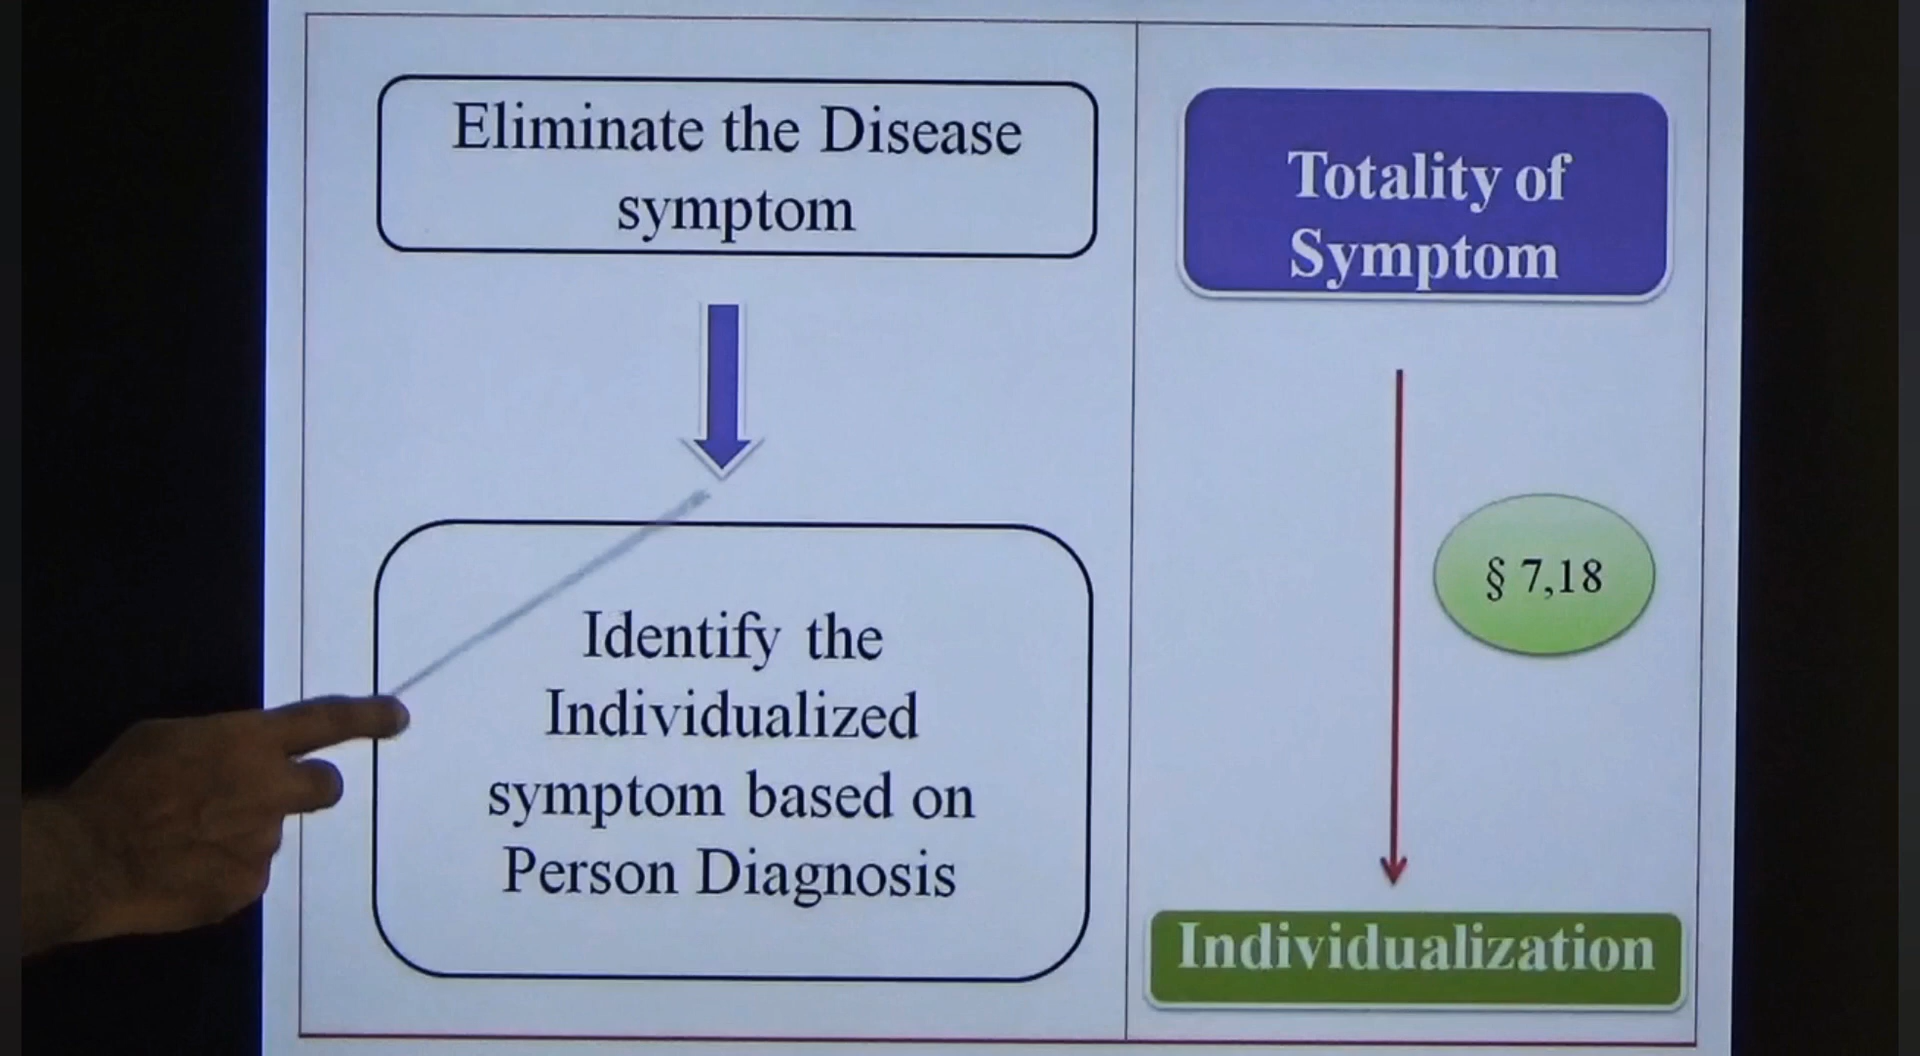 Eliminate the Disease
symptom
Identify the
Individualized
symptom based on
Person Diagnosis
Totality of
Symptom
§ 7,18
Individualization